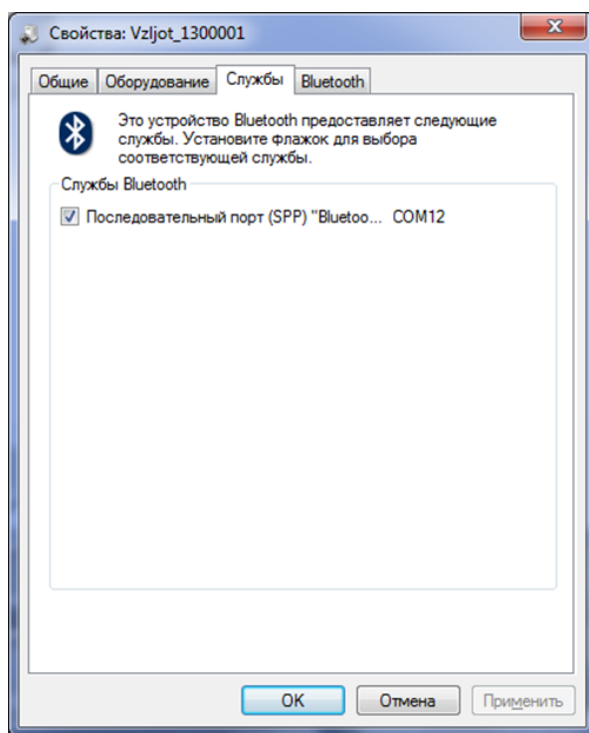 Свойства: Vzljot_1300001
Общие Оборудование Службы Bluetooth
Это устройство Bluetooth предоставляет следующие
службы. Установите флажок для выбора
соответствующей службы.
Службы Bluetooth
Последовательный порт (SPP) "Bluetoo... COM12
OK Отмена Применить